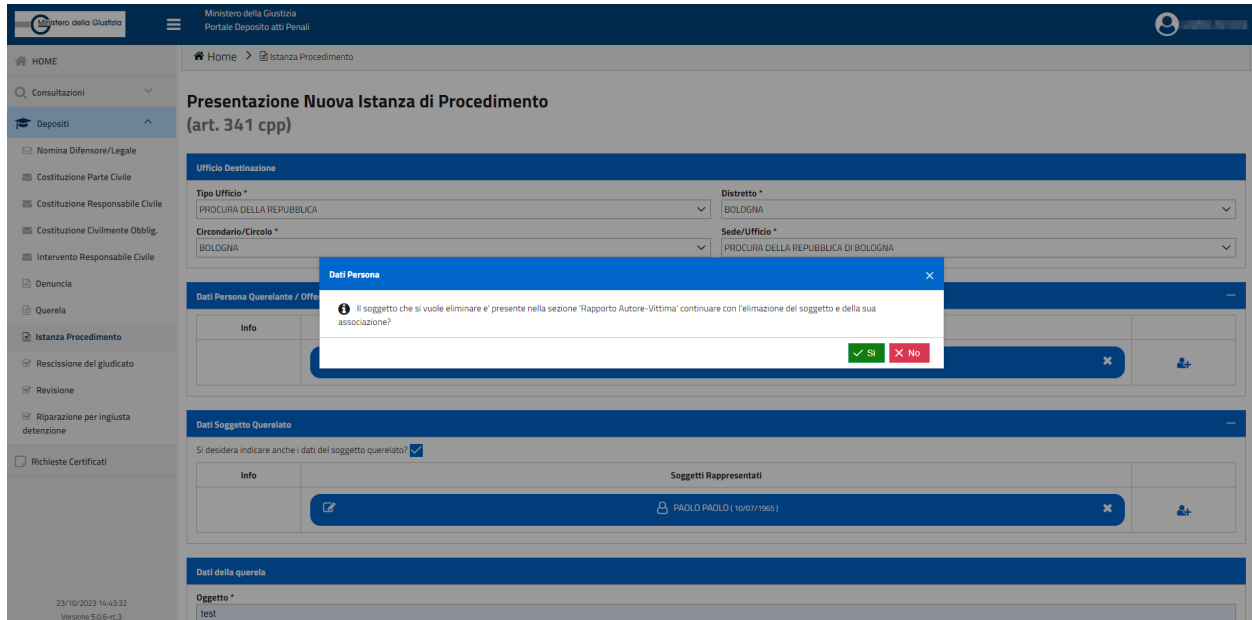 Ministero della Giustizia
Ministero della Giustizia
Portale Deposito atti Penali
HOME
Home > Istanza Procedimento
Consultazioni
Depositi
Nomina Difensore/Legale
Costituzione Parte Civile
Costituzione Responsabile Civile
Costituzione Civilmente Obblig.
Intervento Responsabile Civile
Denuncia
Querela
Istanza Procedimento
Rescissione del giudicato
Revisione
Riparazione per ingiusta
detenzione
Richieste Certificati
23/10/2023 14:43:32
Versione 5.0.6-rc.3
Presentazione Nuova Istanza di Procedimento
(art. 341 cpp)
Ufficio Destinazione
Tipo Ufficio * Distretto *
PROCURA DELLA REPUBBLICA BOLOGNA
Circondario/Circolo * Sede/Ufficio *
BOLOGNA PROCURA DELLA REPUBBLICA DI BOLOGNA
Dati Persona Querelante /
Info
Dati Persona
Il soggetto che si vuole eliminare e' presente nella sezione 'Rapporto Autore-Vittima' continuare con l'elimazione del soggetto e della sua
associazione?
Si No
Dati Soggetto Querelato
Si desidera indicare anche i dati del soggetto querelato?
Info Soggetti Rappresentati
PAOLO PAOLO ( 10/07/1965 )
Dati della querela
Oggetto *
test